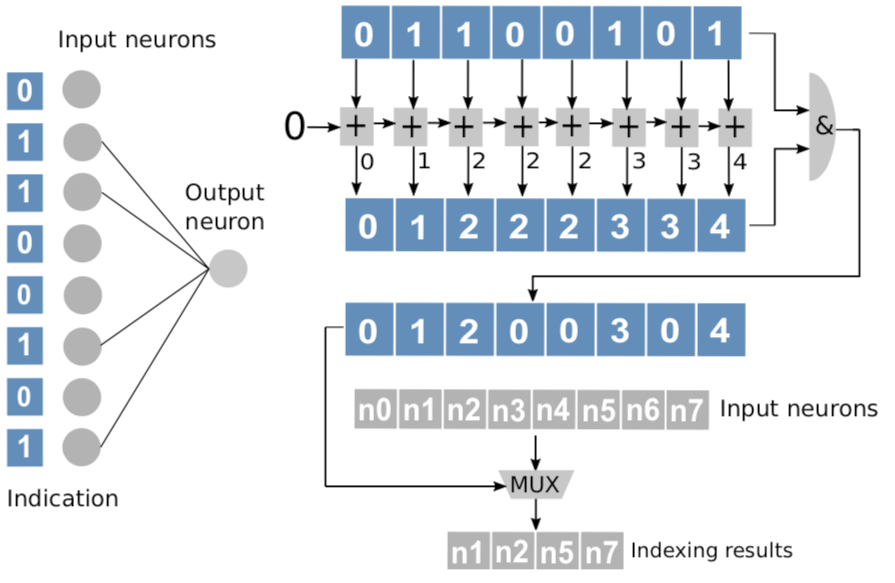 Input neurons
0
1
1
0
0
1
0
1
Output
neuron
Indication
0 1 1 0 0 1 0 1
0 + + + + + + + +
&
0 1 2 2 2 3 3 4
0 1 2 2 2 3 3 4
0 1 2 0 0 3 0 4
n0 n1 n2 n3 n4 n5 n6 n7 Input neurons
MUX
n1 n2 n5 n7 Indexing results